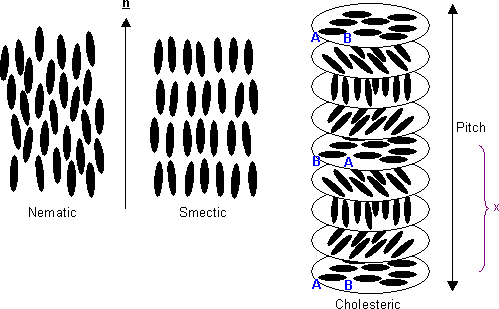 n
A B
Pitch
B A
x
Nematic
Smectic
A B
Cholesteric